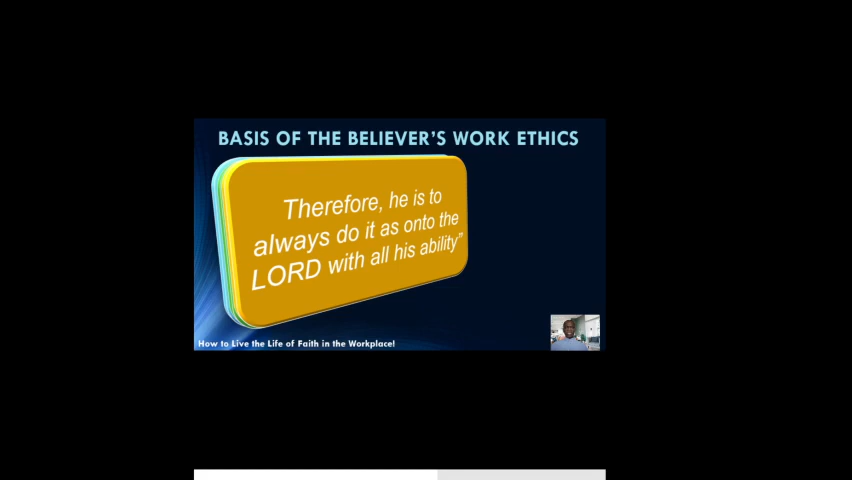 BASIS OF THE BELIEVER'S WORK ETHICS
Therefore, he is to
always do it as onto the
LORD with all his ability"
How to Live the Life of Faith in the Workplace!